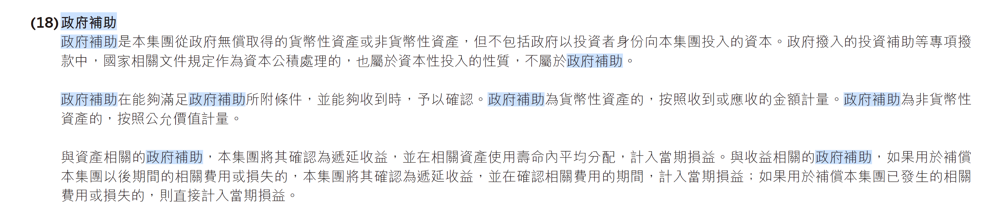 (18) 政府補助
政府補助是本集團從政府無償取得的貨幣性資產或非貨幣性資產，但不包括政府以投資者身份向本集團投入的資本。政府撥入的投資補助等專項撥
款中，國家相關文件規定作為資本公積處理的，也屬於資本性投入的性質，不屬於政府補助。
政府補助在能夠滿足政府補助所附條件，並能夠收到時，予以確認。政府補助為貨幣性資產的，按照收到或應收的金額計量。政府補助為非貨幣性
資產的，按照公允價值計量。
與資產相關的政府補助，本集團將其確認為遞延收益，並在相關資產使用壽命內平均分配，計入當期損益。與收益相關的政府補助，如果用於補償
本集團以後期間的相關費用或損失的，本集團將其確認為遞延收益，並在確認相關費用的期間，計入當期損益；如果用於補償本集團已發生的相關
費用或損失的，則直接計入當期損益。